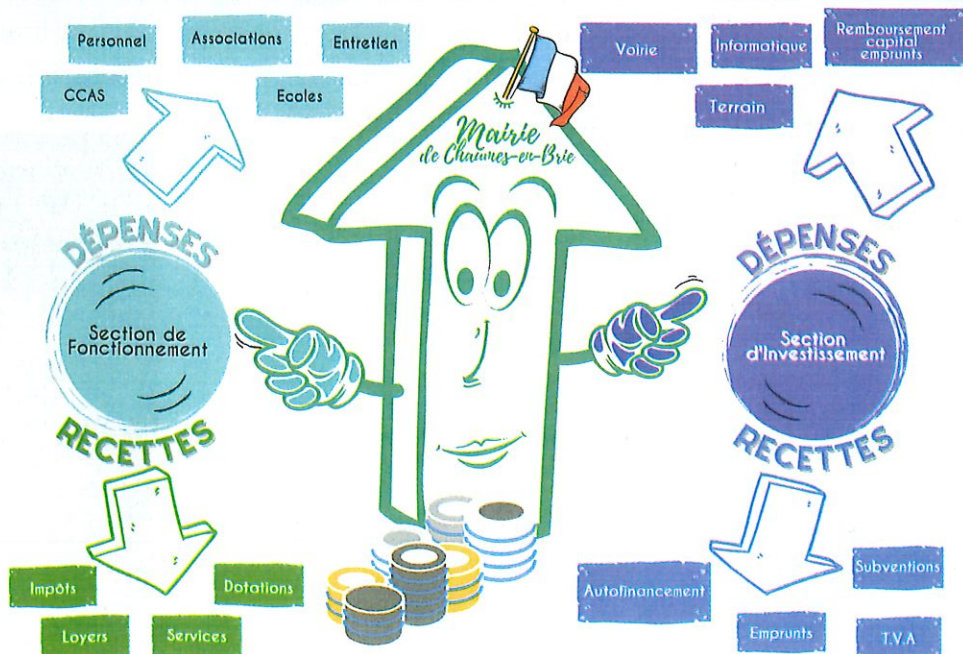 Personnel
Associations
Entretien
CCAS
Ecoles
Voirie
Informatique
Remboursement
capital
emprunts
Terrain
Mairie
de Chaumes-en-Brie
DÉPENSES
Section de
Fonctionnement
RECETTES
DÉPENSES
Section
d'Investissement
RECETTES
Impôts
Dotations
Loyers
Services
Autofinancement
Subventions
Emprunts
T.V.A